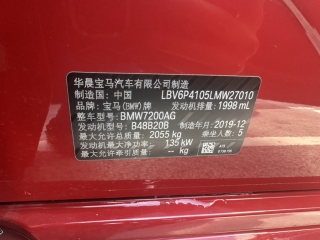 华晨宝马汽车有限公司制造
制造国：中国 LBV6P4105LMW27010
品牌：宝马(BMW)牌 发动机排量：1998 mL
整车型号：BMW7200AG
发动机型号：B48B20B 制造年月：2019-12
最大允许总质量：2055 kg 乘坐人数：5
发动机最大净功率：135 kW
最大允许牵引质量：-- kg